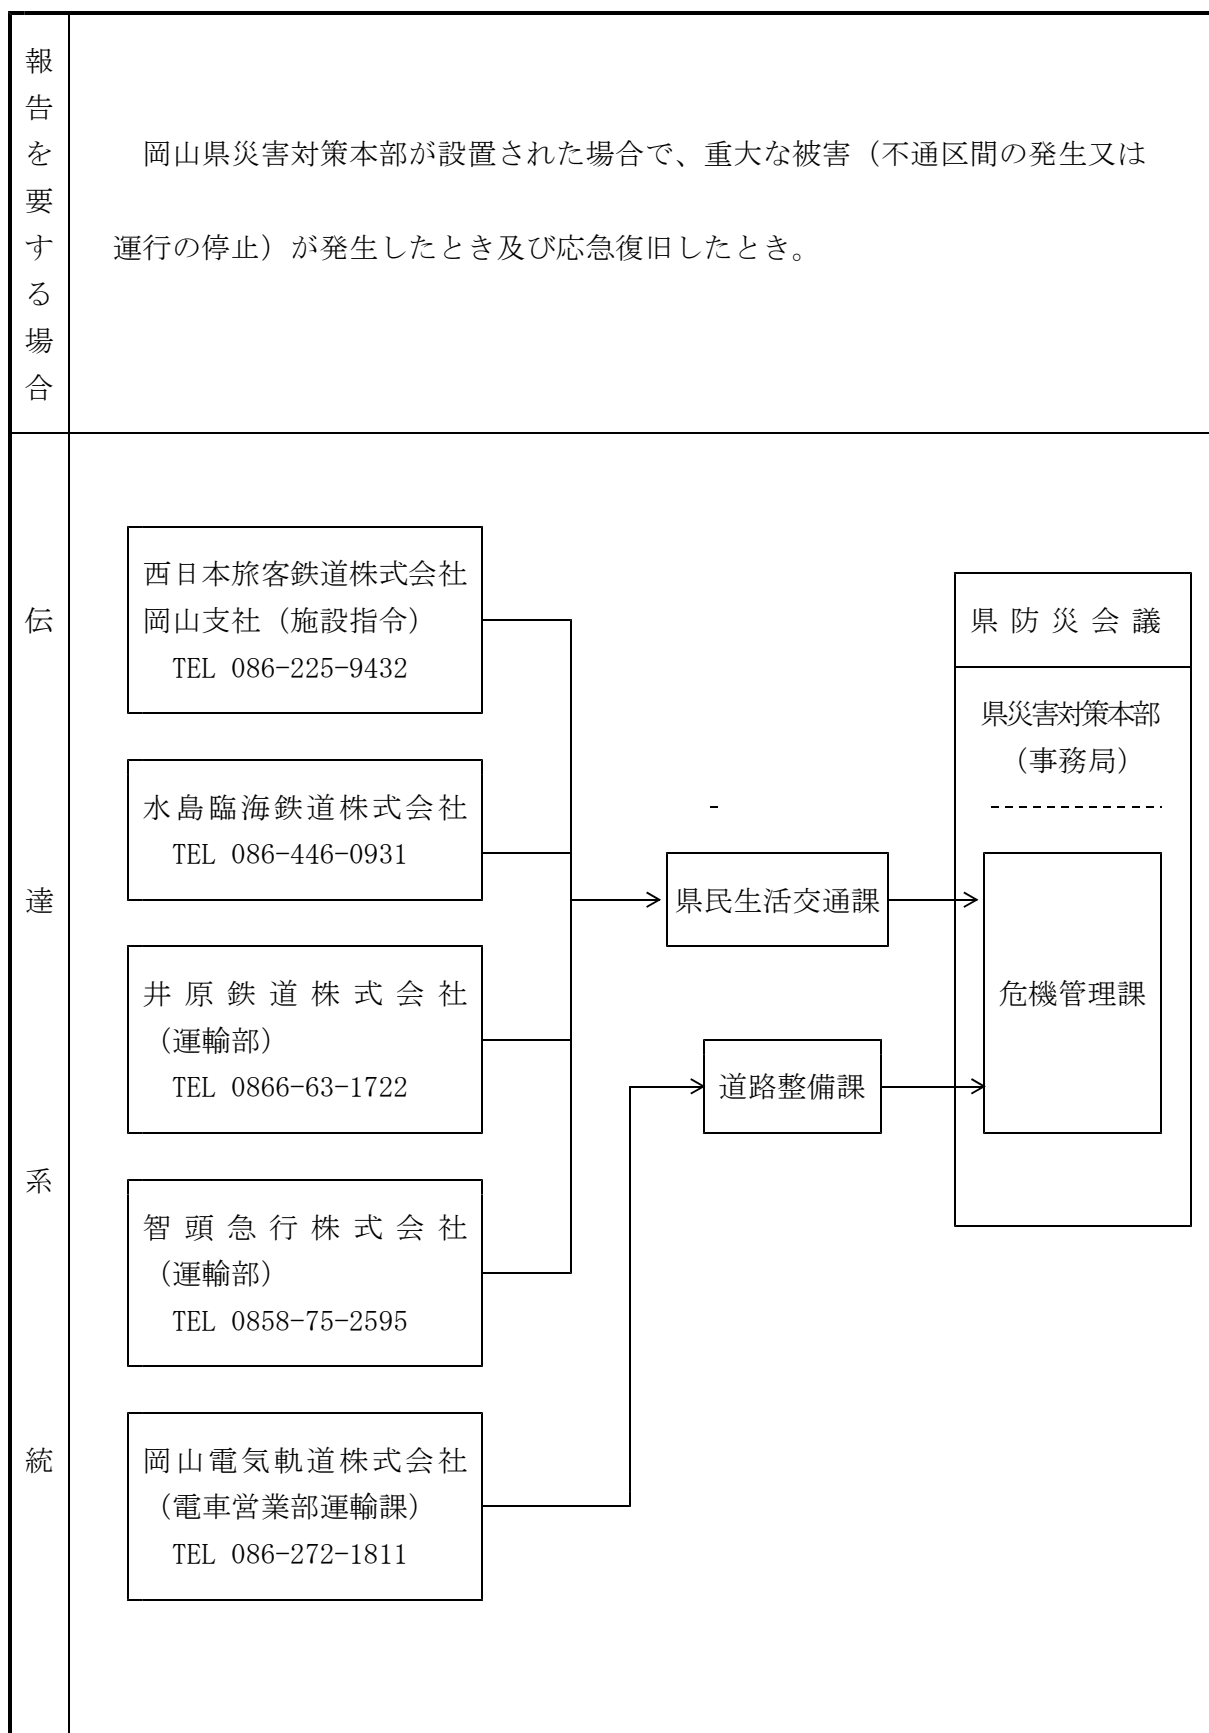 報告を要する場合
岡山県災害対策本部が設置された場合で、重大な被害（不通区間の発生又は
運行の停止）が発生したとき及び応急復旧したとき。
伝達系統
西日本旅客鉄道株式会社
岡山支社（施設指令）
TEL 086-225-9432
水島臨海鉄道株式会社
TEL 086-446-0931
井原鉄道株式会社
（運輸部）
TEL 0866-63-1722
智頭急行株式会社
（運輸部）
TEL 0858-75-2595
岡山電気軌道株式会社
（電車営業部運輸課）
TEL 086-272-1811
県民生活交通課
道路整備課
県防災会議
県災害対策本部
（事務局）
危機管理課